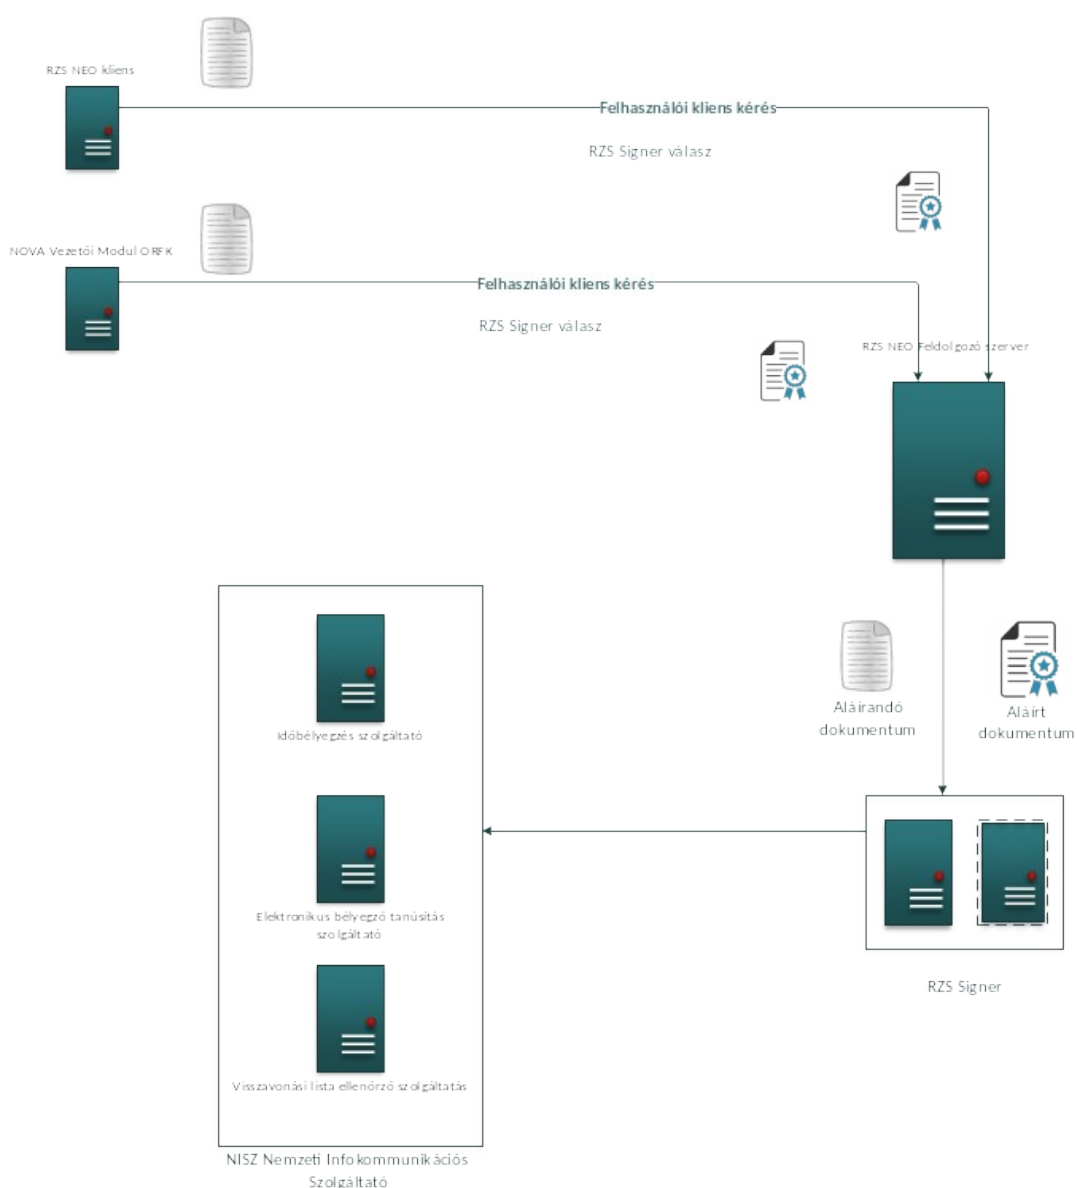 RZS NEO kliens
Felhasználói kliens kérés
RZS Signer válasz
NOVA Vezetői Modul ORFK
Felhasználói kliens kérés
RZS Signer válasz
RZS NEO Feldolgozó szerver
Aláírandó
dokumentum
Aláírt
dokumentum
Időbélyegzés szolgáltató
Elektronikus bélyegző tanúsítás
szolgáltató
RZS Signer
Visszavonási lista ellenőrző szolgáltatás
NISZ Nemzeti Infokommunikációs
Szolgáltató